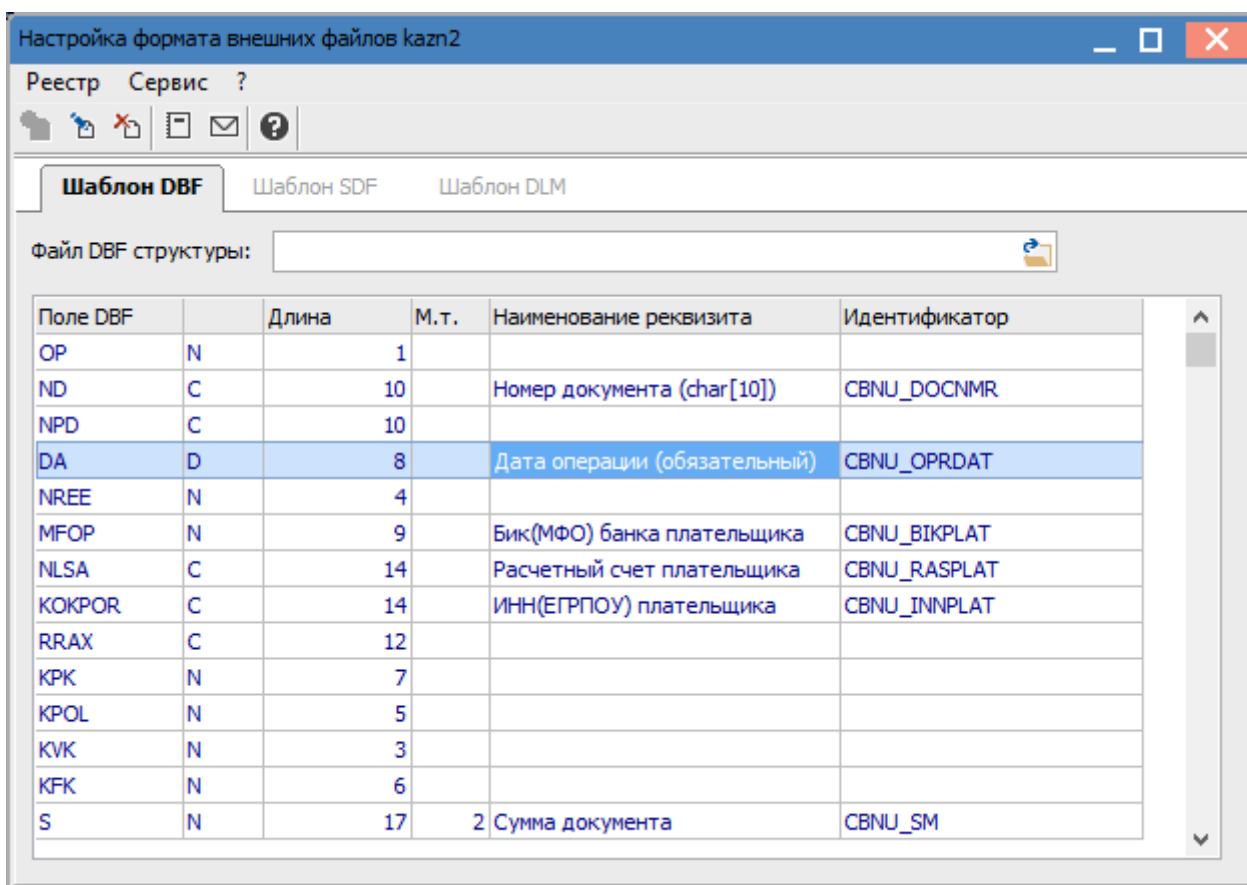 Настройка формата внешних файлов kazn2
Реестр Сервис ?
Шаблон DBF Шаблон SDF Шаблон DLM
Файл DBF структуры:
Поле DBF Длина М.т. Наименование реквизита Идентификатор
OP N 1
ND C 10 Номер документа (char[10]) CBNU_DOCNMR
NPD C 10
DA D 8 Дата операции (обязательный) CBNU_OPRDAT
NREE N 4
MFOP N 9 Бик(МФО) банка плательщика CBNU_BIKPLAT
NLSA C 14 Расчетный счет плательщика CBNU_RASPLAT
KOKPOR C 14 ИНН(ЕГРПОУ) плательщика CBNU_INNPLAT
RRAX C 12
KPK N 7
KPOL N 5
KVK N 3
KFK N 6
S N 17 2 Сумма документа CBNU_SM